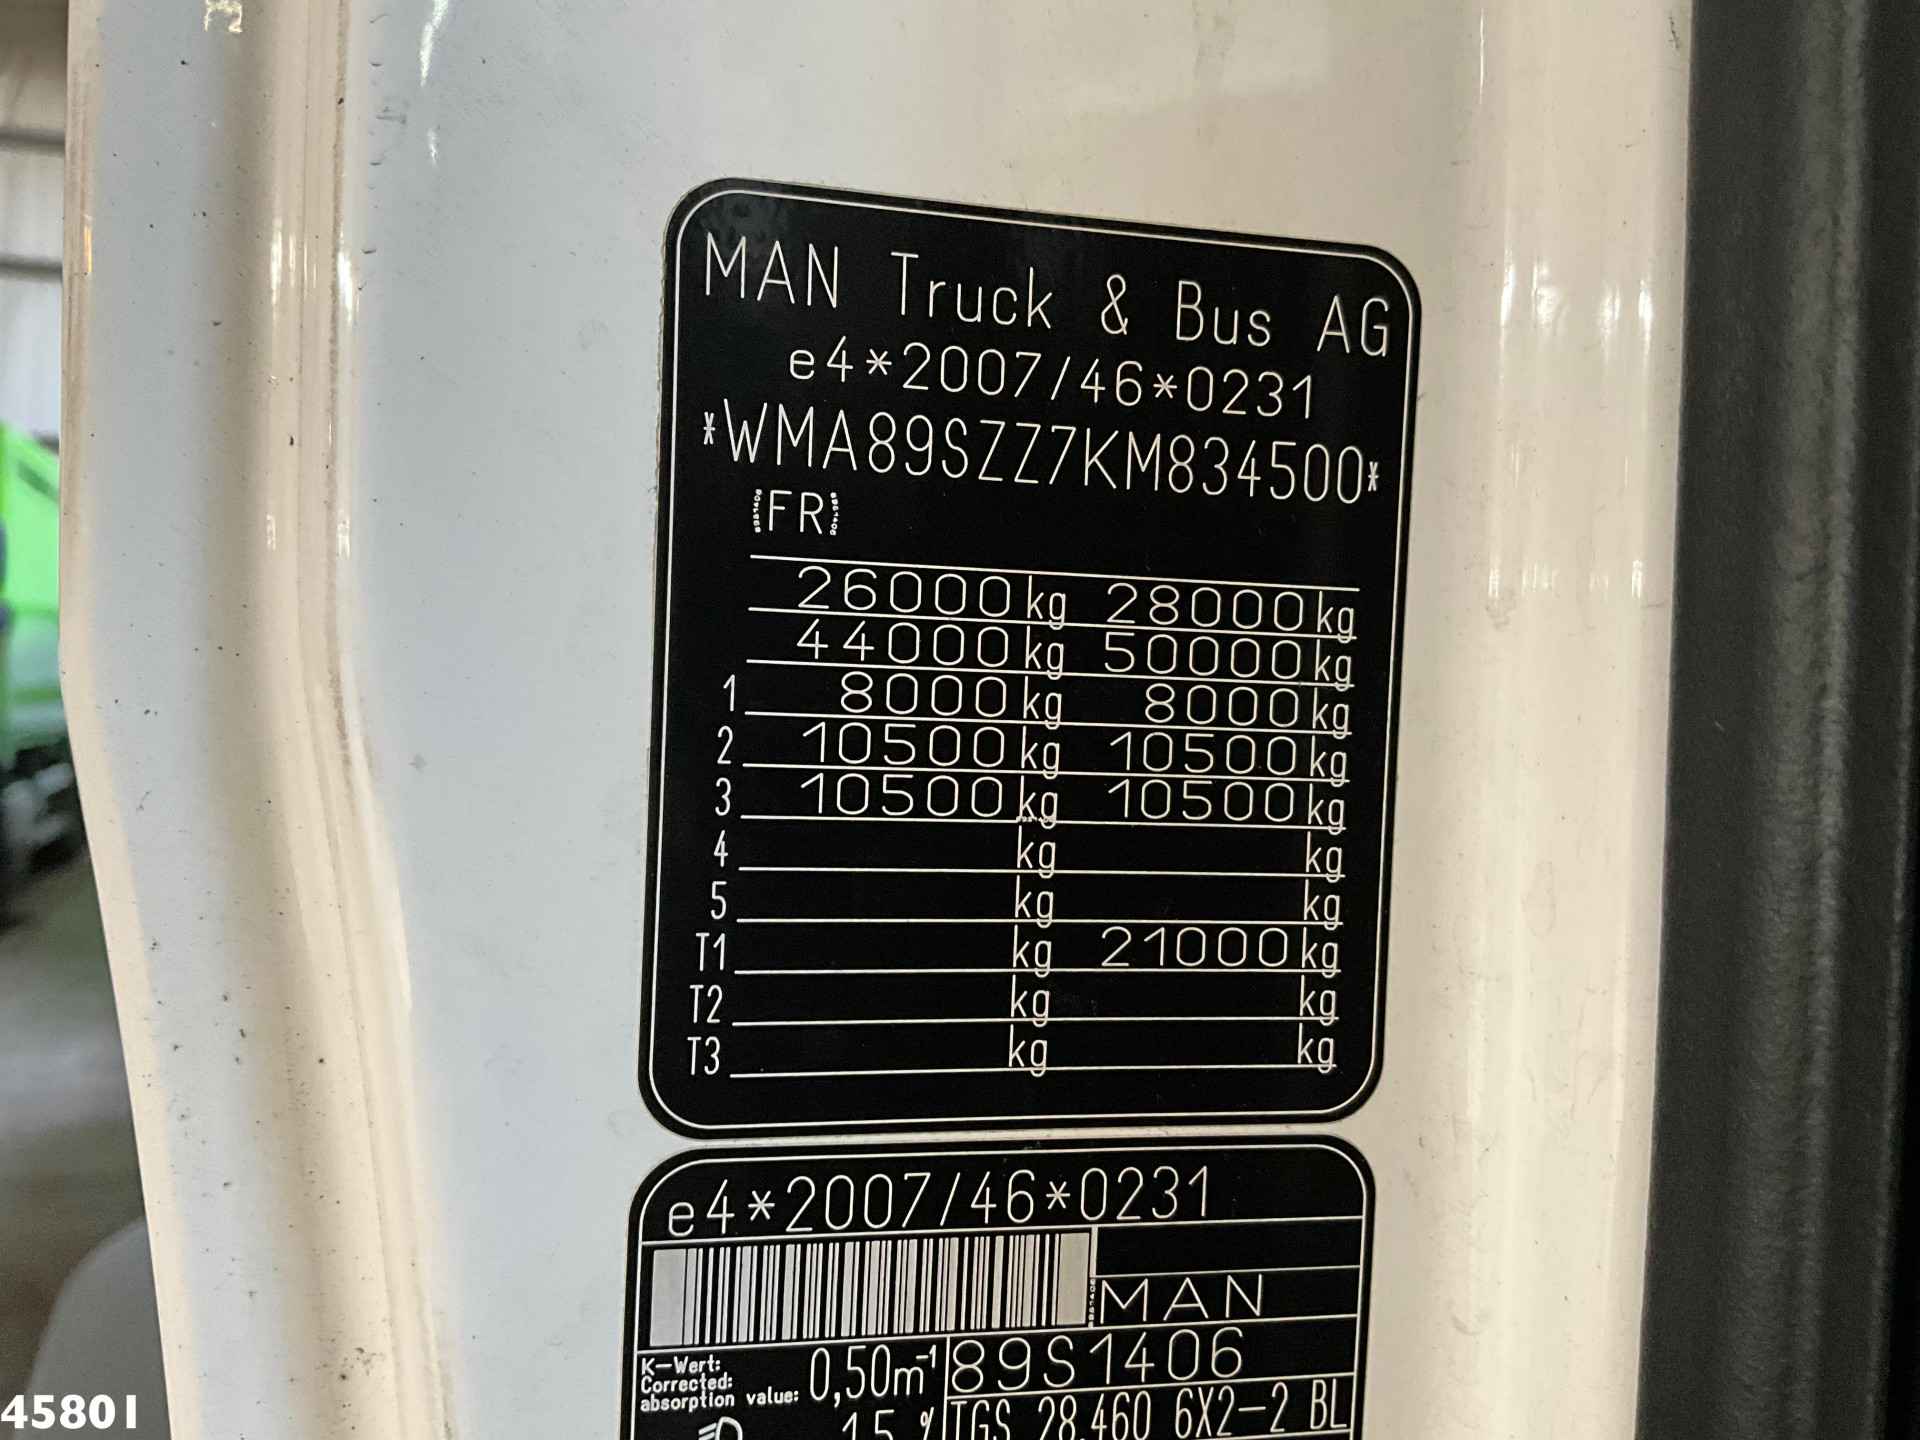 MAN Truck & Bus AG
e4*2007/46*0231
*WMA89SZZ7KM834500*
FR
26000kg 28000kg
44000kg 50000kg
1 8000kg 8000kg
2 10500kg 10500kg
3 10500kg 10500kg
4 kg kg
5 kg kg
T1 kg 21000kg
T2 kg kg
T3 kg kg
e4*2007/46*0231
MAN
K-Wert:
Corrected:
absorption value: 0,50m-1
89S1406
1,5 %
TGS 28.460 6X2-2 BL
45801